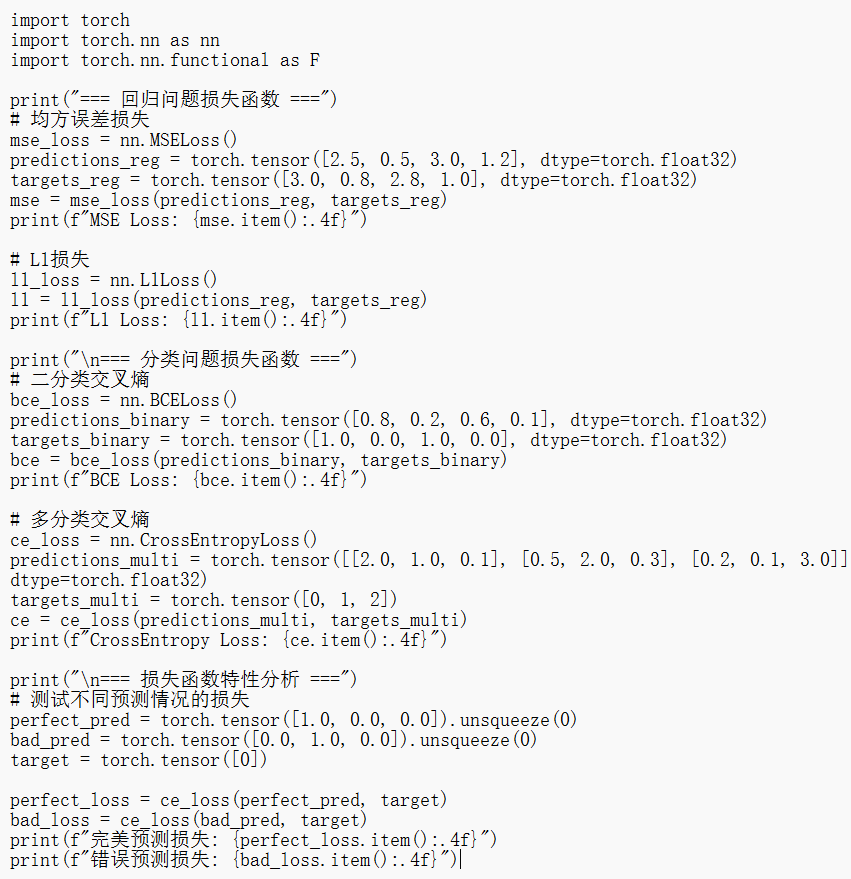 import torch
import torch.nn as nn
import torch.nn.functional as F
print("=== 回归问题损失函数 ===")
# 均方误差损失
mse_loss = nn.MSELoss()
predictions_reg = torch.tensor([2.5, 0.5, 3.0, 1.2], dtype=torch.float32)
targets_reg = torch.tensor([3.0, 0.8, 2.8, 1.0], dtype=torch.float32)
mse = mse_loss(predictions_reg, targets_reg)
print(f"MSE Loss: {mse.item():.4f}")
# L1损失
l1_loss = nn.L1Loss()
l1 = l1_loss(predictions_reg, targets_reg)
print(f"L1 Loss: {l1.item():.4f}")
print("\n=== 分类问题损失函数 ===")
# 二分类交叉熵
bce_loss = nn.BCELoss()
predictions_binary = torch.tensor([0.8, 0.2, 0.6, 0.1], dtype=torch.float32)
targets_binary = torch.tensor([1.0, 0.0, 1.0, 0.0], dtype=torch.float32)
bce = bce_loss(predictions_binary, targets_binary)
print(f"BCE Loss: {bce.item():.4f}")
# 多分类交叉熵
ce_loss = nn.CrossEntropyLoss()
predictions_multi = torch.tensor([[2.0, 1.0, 0.1], [0.5, 2.0, 0.3], [0.2, 0.1, 3.0]]
dtype=torch.float32)
targets_multi = torch.tensor([0, 1, 2])
ce = ce_loss(predictions_multi, targets_multi)
print(f"CrossEntropy Loss: {ce.item():.4f}")
print("\n=== 损失函数特性分析 ===")
# 测试不同预测情况的损失
perfect_pred = torch.tensor([1.0, 0.0, 0.0]).unsqueeze(0)
bad_pred = torch.tensor([0.0, 1.0, 0.0]).unsqueeze(0)
target = torch.tensor([0])
perfect_loss = ce_loss(perfect_pred, target)
bad_loss = ce_loss(bad_pred, target)
print(f"完美预测损失: {perfect_loss.item():.4f}")
print(f"错误预测损失: {bad_loss.item():.4f}")